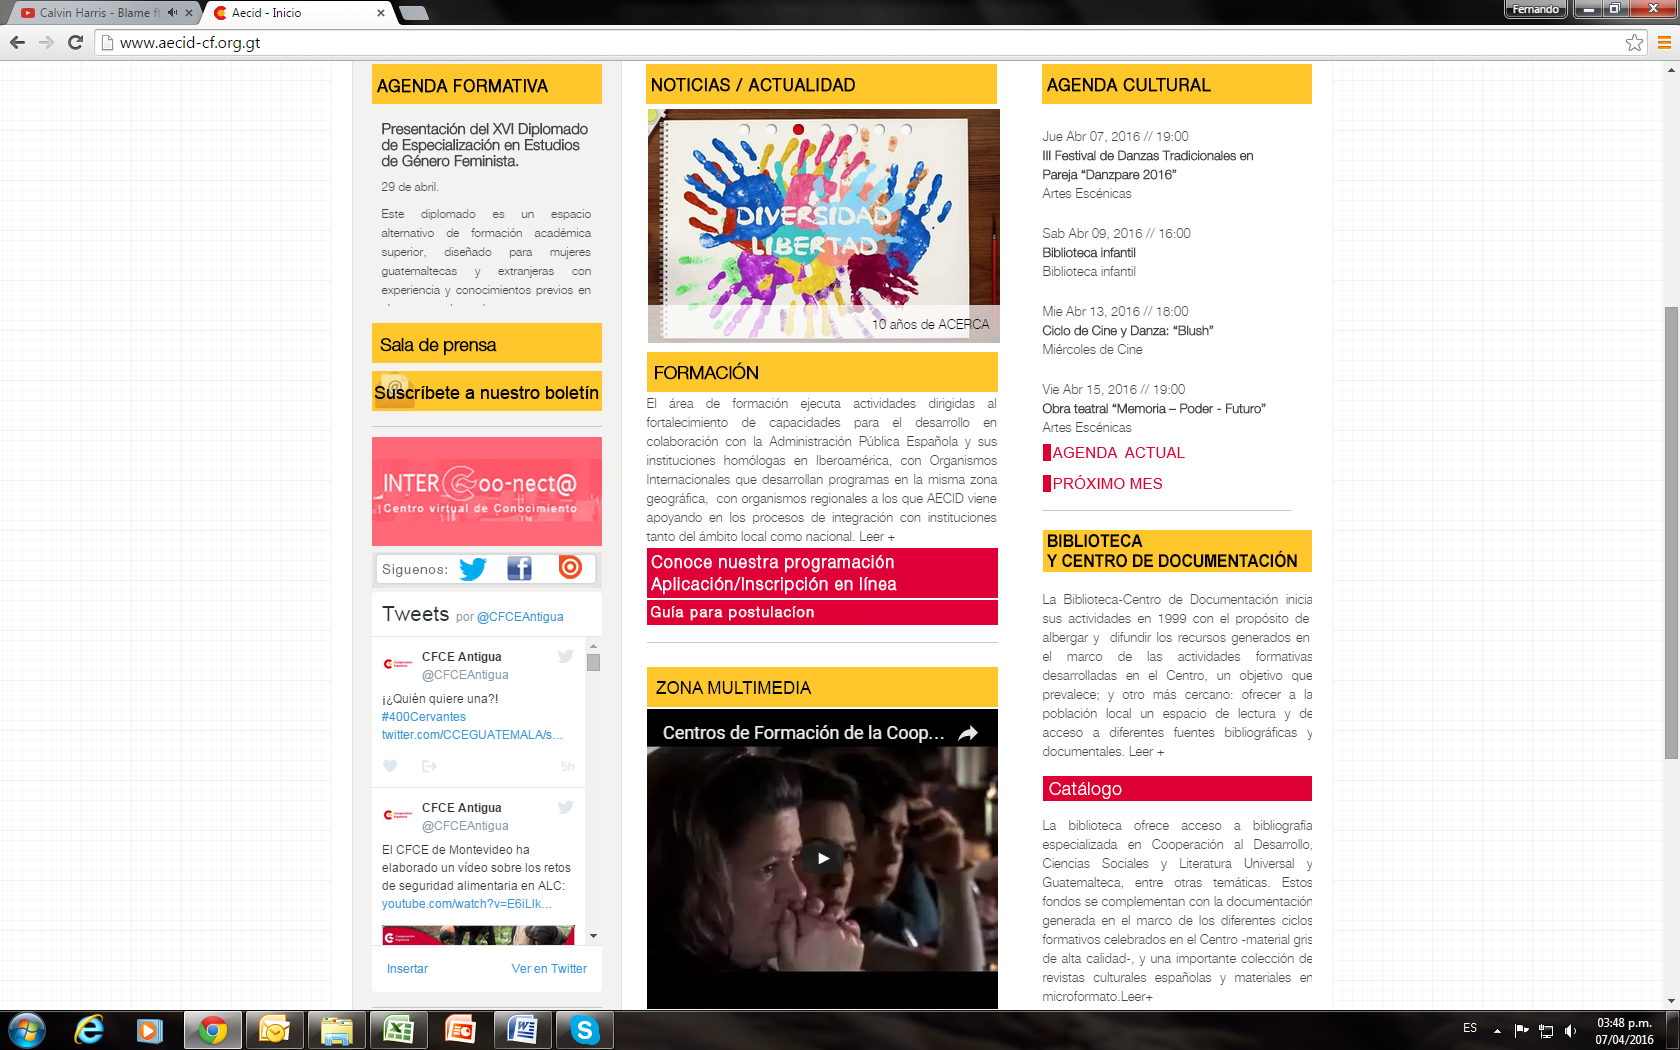 Calvin Harris - Blame ft
Aecid - Inicio
Fernando
www.aecid-cf.org.gt
AGENDA FORMATIVA
Presentación del XVI Diplomado
de Especialización en Estudios
de Género Feminista.
29 de abril.
Este diplomado es un espacio
alternativo de formación académica
superior, diseñado para mujeres
guatemaltecas y extranjeras con
experiencia y conocimientos previos en
Sala de prensa
Suscríbete a nuestro boletín
INTERCoo-nect@
Centro virtual de Conocimiento
Siguenos:
Tweets por @CFCEAntigua
CFCE Antigua
@CFCEAntigua
¡¿Quién quiere una?!
#400Cervantes
twitter.com/CCEGUATEMALA/s...
5h
CFCE Antigua
@CFCEAntigua
El CFCE de Montevideo ha
elaborado un vídeo sobre los retos
de seguridad alimentaria en ALC:
youtube.com/watch?v=E6iLIk...
Insertar
Ver en Twitter
NOTICIAS / ACTUALIDAD
DIVERSIDAD
LIBERTAD
10 años de ACERCA
FORMACIÓN
El área de formación ejecuta actividades dirigidas al
fortalecimiento de capacidades para el desarrollo en
colaboración con la Administración Pública Española y sus
instituciones homólogas en Iberoamérica, con Organismos
Internacionales que desarrollan programas en la misma zona
geográfica, con organismos regionales a los que AECID viene
apoyando en los procesos de integración con instituciones
tanto del ámbito local como nacional. Leer +
Conoce nuestra programación
Aplicación/Inscripción en línea
Guía para postulacíon
ZONA MULTIMEDIA
Centros de Formación de la Coop...
AGENDA CULTURAL
Jue Abr 07, 2016 // 19:00
III Festival de Danzas Tradicionales en
Pareja “Danzpare 2016”
Artes Escénicas
Sab Abr 09, 2016 // 16:00
Biblioteca infantil
Biblioteca infantil
Mie Abr 13, 2016 // 18:00
Ciclo de Cine y Danza: “Blush”
Miércoles de Cine
Vie Abr 15, 2016 // 19:00
Obra teatral “Memoria – Poder - Futuro”
Artes Escénicas
AGENDA ACTUAL
PRÓXIMO MES
BIBLIOTECA
Y CENTRO DE DOCUMENTACIÓN
La Biblioteca-Centro de Documentación inicia
sus actividades en 1999 con el propósito de
albergar y difundir los recursos generados en
el marco de las actividades formativas
desarrolladas en el Centro, un objetivo que
prevalece; y otro más cercano: ofrecer a la
población local un espacio de lectura y de
acceso a diferentes fuentes bibliográficas y
documentales. Leer +
Catálogo
La biblioteca ofrece acceso a bibliografía
especializada en Cooperación al Desarrollo,
Ciencias Sociales y Literatura Universal y
Guatemalteca, entre otras temáticas. Estos
fondos se complementan con la documentación
generada en el marco de los diferentes ciclos
formativos celebrados en el Centro -material gris
de alta calidad-, y una importante colección de
revistas culturales españolas y materiales en
microformato.Leer+
ES
03:48 p.m.
07/04/2016